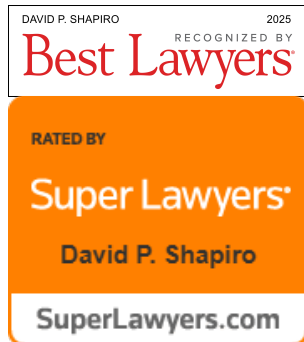 DAVID P. SHAPIRO 2025
RECOGNIZED BY
Best Lawyers®
RATED BY
Super Lawyers®
David P. Shapiro
SuperLawyers.com